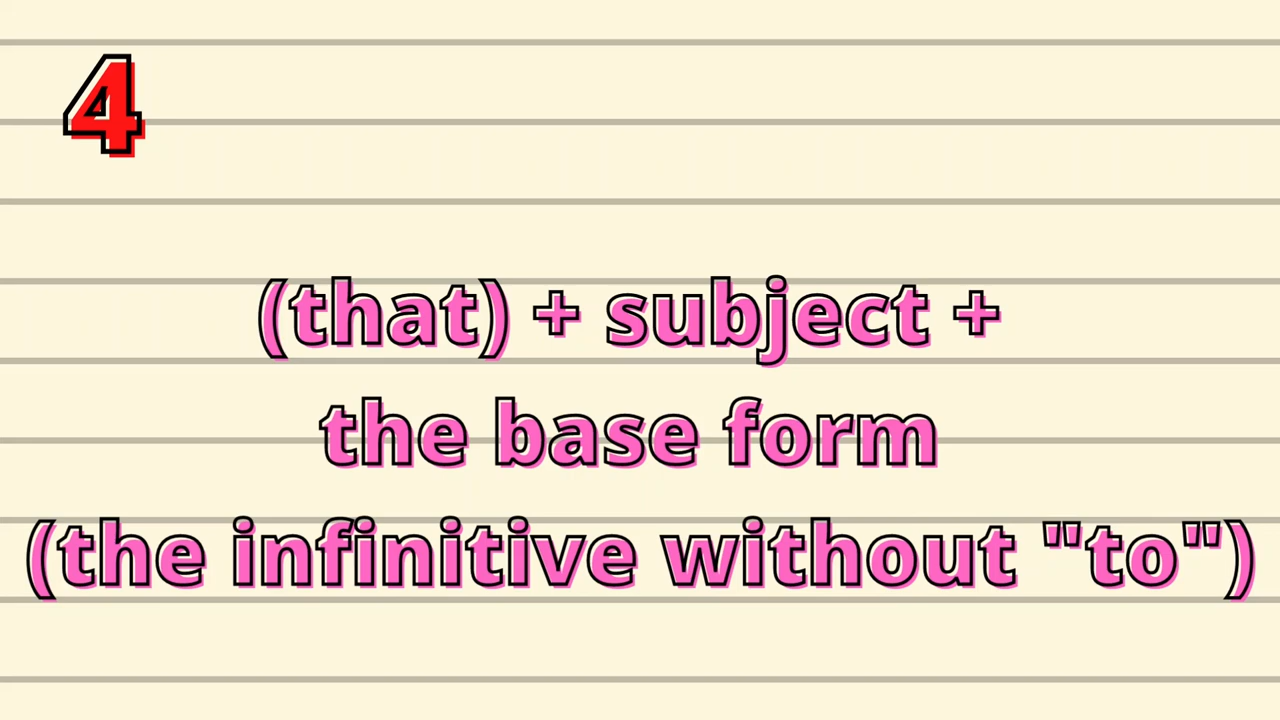 4
(that) + subject +
the base form
(the infinitive without "to")